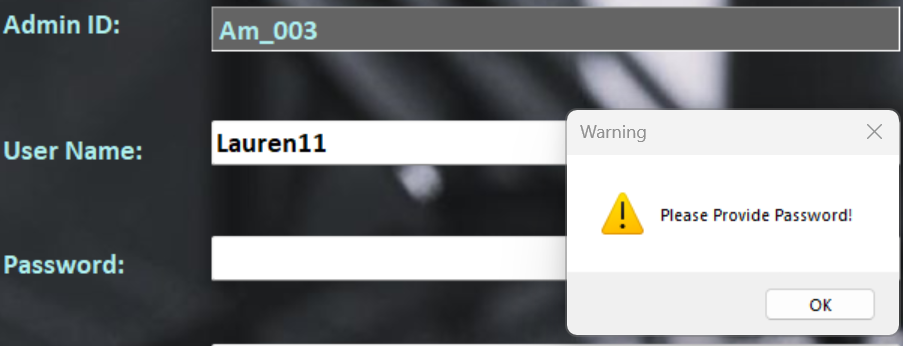 Admin ID:
Am_003
User Name:
Lauren11
Warning
Please Provide Password!
Password:
OK